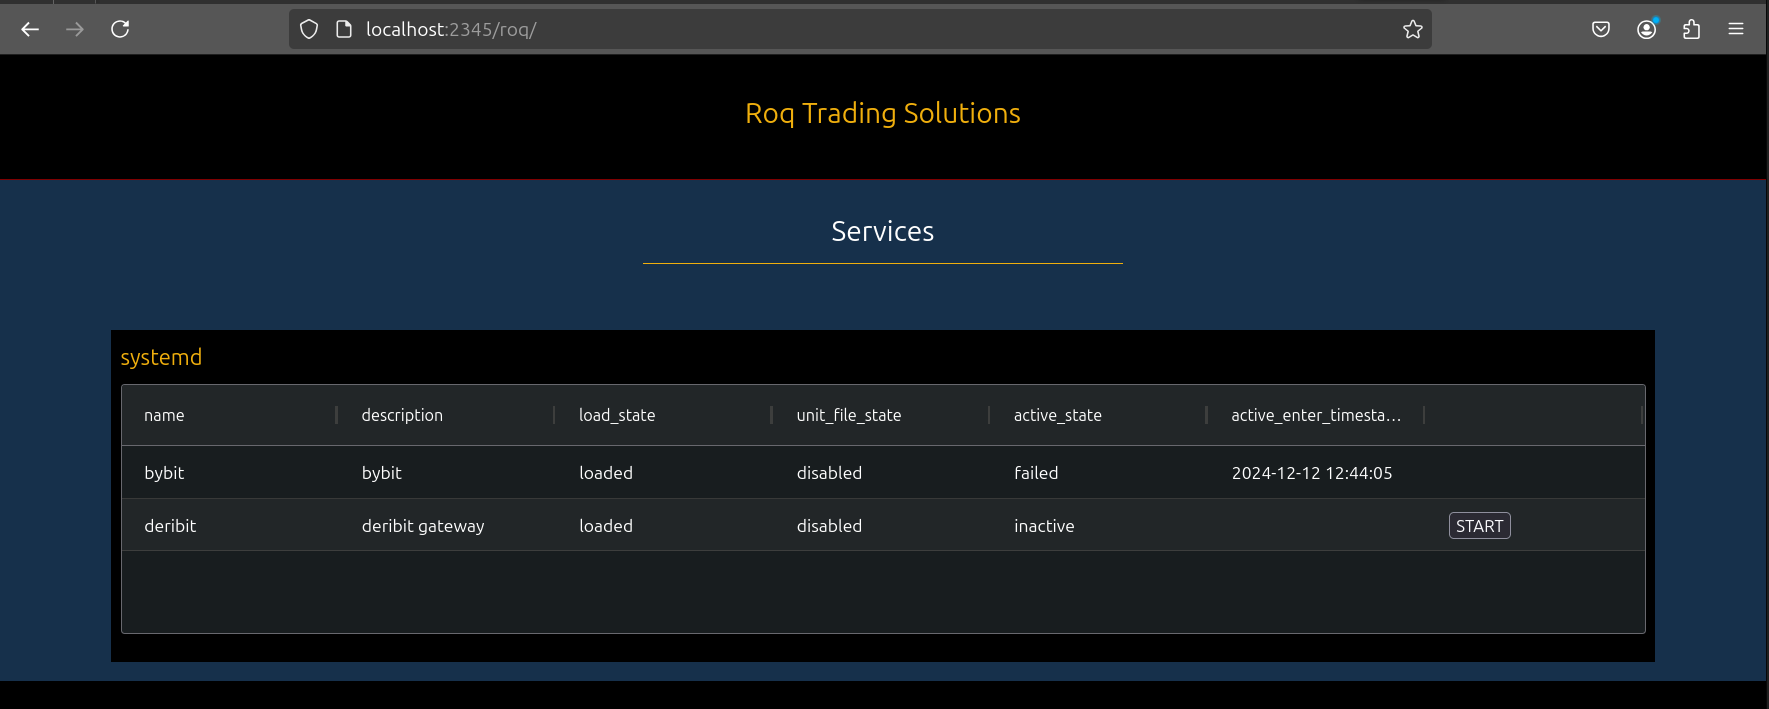 localhost:2345/roq/
Roq Trading Solutions
Services
systemd
name description load_state unit_file_state active_state active_enter_timesta...
bybit bybit loaded disabled failed 2024-12-12 12:44:05
deribit deribit gateway loaded disabled inactive START